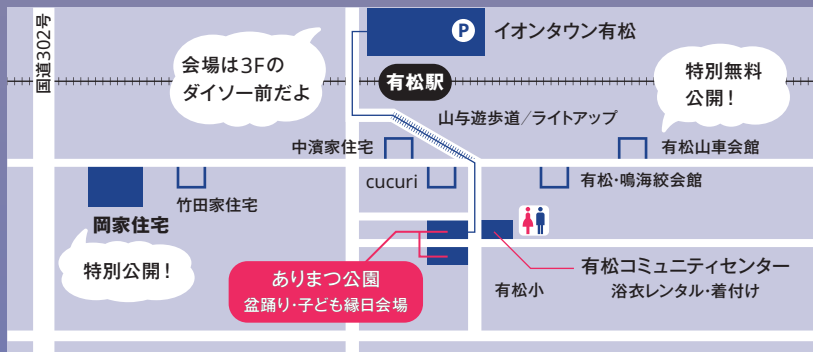 国道302号
会場は3Fの
ダイソー前だよ
P
イオンタウン有松
有松駅
特別無料
公開！
山与遊歩道/ライトアップ
中濱家住宅
有松山車会館
cucuri
有松・鳴海絞会館
竹田家住宅
岡家住宅
特別公開！
ありまつ公園
盆踊り・子ども縁日会場
有松コミュニティセンター
浴衣レンタル・着付け
有松小